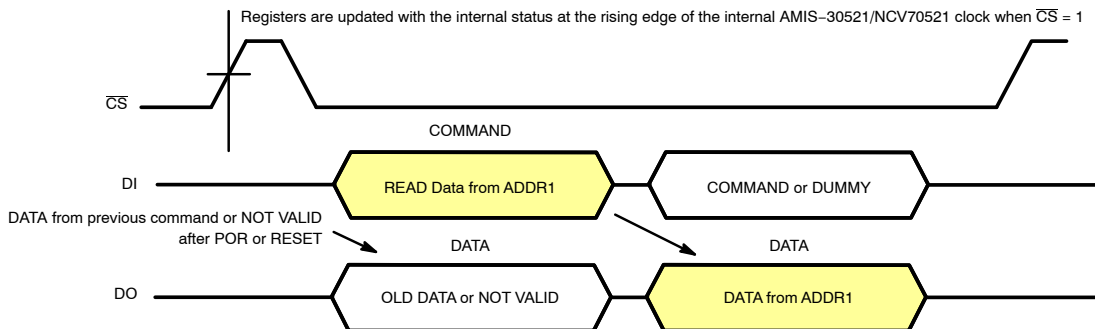 Registers are updated with the internal status at the rising edge of the internal AMIS−30521/NCV70521 clock when CS = 1
CS
COMMAND
DI
READ Data from ADDR1
COMMAND or DUMMY
DATA from previous command or NOT VALID
after POR or RESET
DATA
DATA
DO
OLD DATA or NOT VALID
DATA from ADDR1